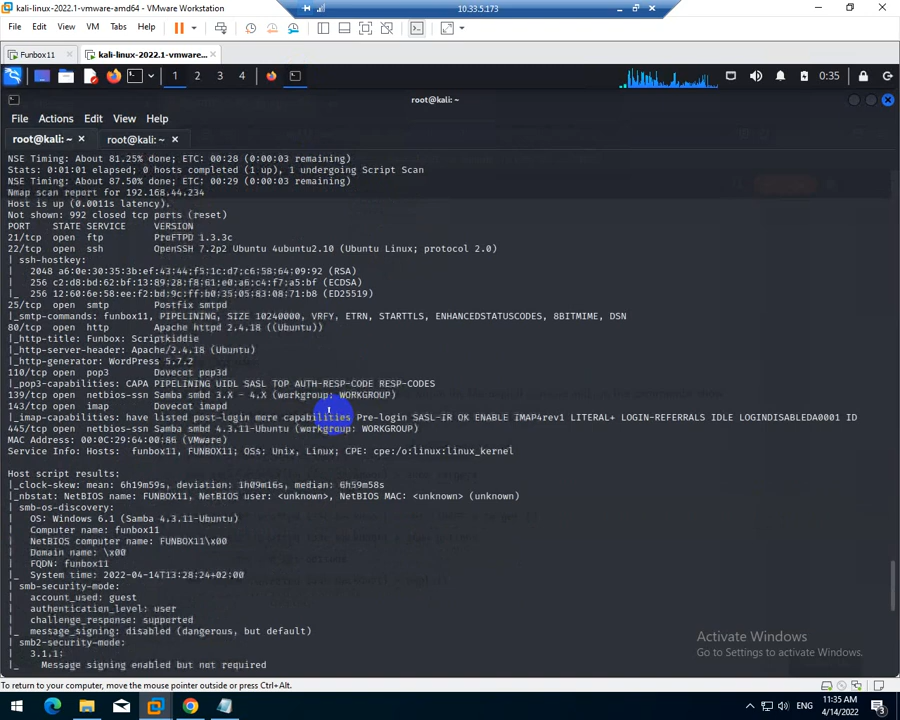 kali-linux-2022.1-vmware-amd64 - VMware Workstation
10.33.5.173
File Edit View VM Tabs Help
Funbox11
kali-linux-2022.1-vmware...
1 2 3 4
0:35
root@kali: ~
File Actions Edit View Help
root@kali: ~
root@kali: ~
NSE Timing: About 81.25% done; ETC: 00:28 (0:00:03 remaining)
Stats: 0:01:01 elapsed; 0 hosts completed (1 up), 1 undergoing Script Scan
NSE Timing: About 87.50% done; ETC: 00:29 (0:00:03 remaining)
Nmap scan report for 192.168.44.234
Host is up (0.0011s latency).
Not shown: 992 closed tcp ports (reset)
PORT STATE SERVICE VERSION
21/tcp open ftp ProFTPD 1.3.3c
22/tcp open ssh OpenSSH 7.2p2 Ubuntu 4ubuntu2.10 (Ubuntu Linux; protocol 2.0)
| ssh-hostkey:
| 2048 a6:0e:30:35:3b:ef:43:44:f5:1c:d7:c6:58:64:09:92 (RSA)
| 256 c2:d8:bd:62:bf:13:89:28:f8:61:e0:a6:c4:f7:a5:bf (ECDSA)
|_ 256 12:60:6e:58:ee:f2:bd:9c:ff:b0:35:05:83:08:71:b8 (ED25519)
25/tcp open smtp Postfix smtpd
|_smtp-commands: funbox11, PIPELINING, SIZE 10240000, VRFY, ETRN, STARTTLS, ENHANCEDSTATUSCODES, 8BITMIME, DSN
80/tcp open http Apache httpd 2.4.18 ((Ubuntu))
|_http-title: Funbox: Scriptkiddie
|_http-server-header: Apache/2.4.18 (Ubuntu)
|_http-generator: WordPress 5.7.2
110/tcp open pop3 Dovecot pop3d
|_pop3-capabilities: CAPA PIPELINING UIDL SASL TOP AUTH-RESP-CODE RESP-CODES
139/tcp open netbios-ssn Samba smbd 3.X - 4.X (workgroup: WORKGROUP)
143/tcp open imap Dovecot imapd
|_imap-capabilities: have listed post-login more capabilities Pre-login SASL-IR OK ENABLE IMAP4rev1 LITERAL+ LOGIN-REFERRALS IDLE LOGINDISABLEDA0001 ID
445/tcp open netbios-ssn Samba smbd 4.3.11-Ubuntu (workgroup: WORKGROUP)
MAC Address: 00:0C:29:64:00:86 (VMware)
Service Info: Hosts: funbox11, FUNBOX11; OSs: Unix, Linux; CPE: cpe:/o:linux:linux_kernel
Host script results:
|_clock-skew: mean: 6h19m59s, deviation: 1h09m16s, median: 6h59m58s
|_nbstat: NetBIOS name: FUNBOX11, NetBIOS user: <unknown>, NetBIOS MAC: <unknown> (unknown)
| smb-os-discovery:
| OS: Windows 6.1 (Samba 4.3.11-Ubuntu)
| Computer name: funbox11
| NetBIOS computer name: FUNBOX11\x00
| Domain name: \x00
| FQDN: funbox11
|_ System time: 2022-04-14T13:28:24+02:00
| smb-security-mode:
| account_used: guest
| authentication_level: user
| challenge_response: supported
|_ message_signing: disabled (dangerous, but default)
| smb2-security-mode:
| 3.1.1:
|_ Message signing enabled but not required
Activate Windows
Go to Settings to activate Windows.
To return to your computer, move the mouse pointer outside or press Ctrl+Alt.
ENG
11:35 AM
4/14/2022
3